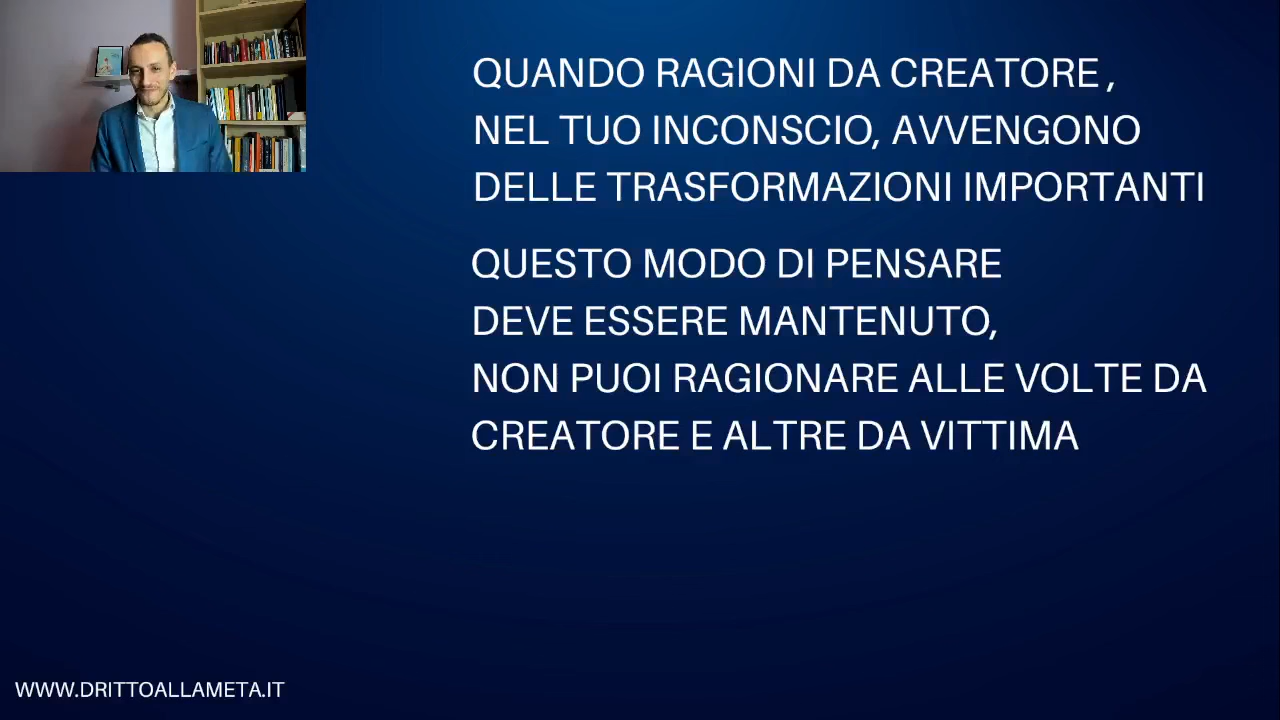 QUANDO RAGIONI DA CREATORE ,
NEL TUO INCONSCIO, AVVENGONO
DELLE TRASFORMAZIONI IMPORTANTI
QUESTO MODO DI PENSARE
DEVE ESSERE MANTENUTO,
NON PUOI RAGIONARE ALLE VOLTE DA
CREATORE E ALTRE DA VITTIMA
WWW.DRITTOALLAMETA.IT